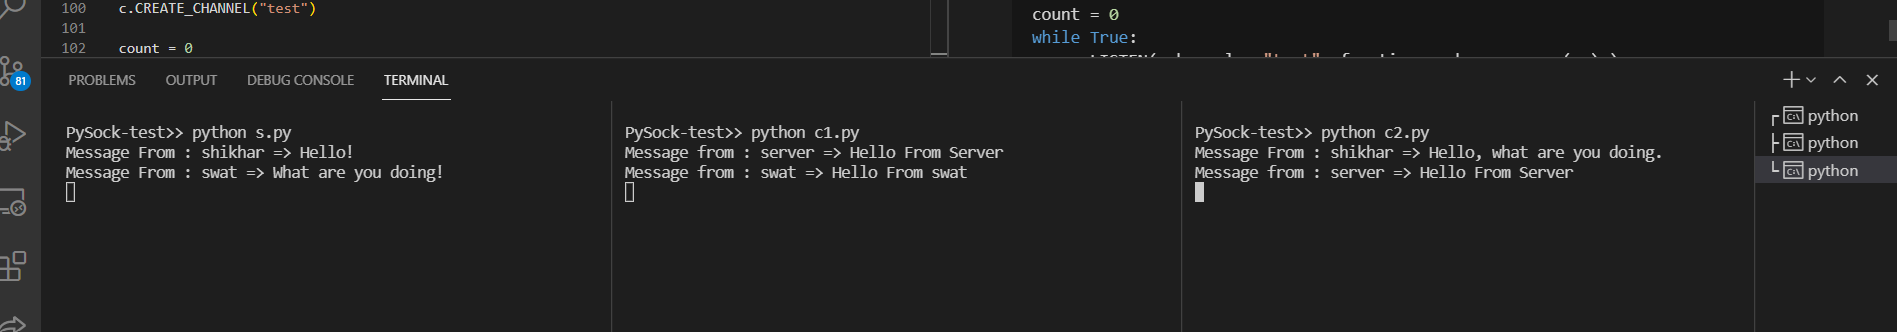 100 c.CREATE_CHANNEL("test")
101
102 count = 0
count = 0
while True:
81
PROBLEMS OUTPUT DEBUG CONSOLE TERMINAL
PySock-test>> python s.py
Message From : shikhar => Hello!
Message From : swat => What are you doing!
PySock-test>> python c1.py
Message from : server => Hello From Server
Message from : swat => Hello From swat
PySock-test>> python c2.py
Message From : shikhar => Hello, what are you doing.
Message from : server => Hello From Server
python
python
python